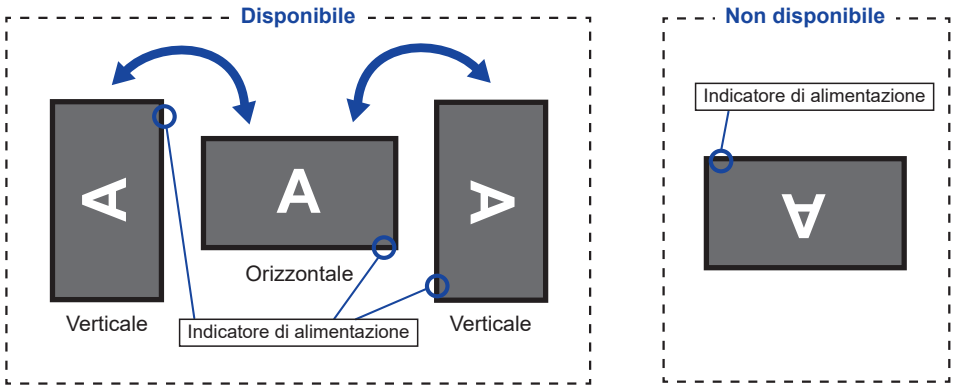 Disponibile
Non disponibile
Indicatore di alimentazione
A
A
A
A
Orizzontale
Verticale
Indicatore di alimentazione
Verticale